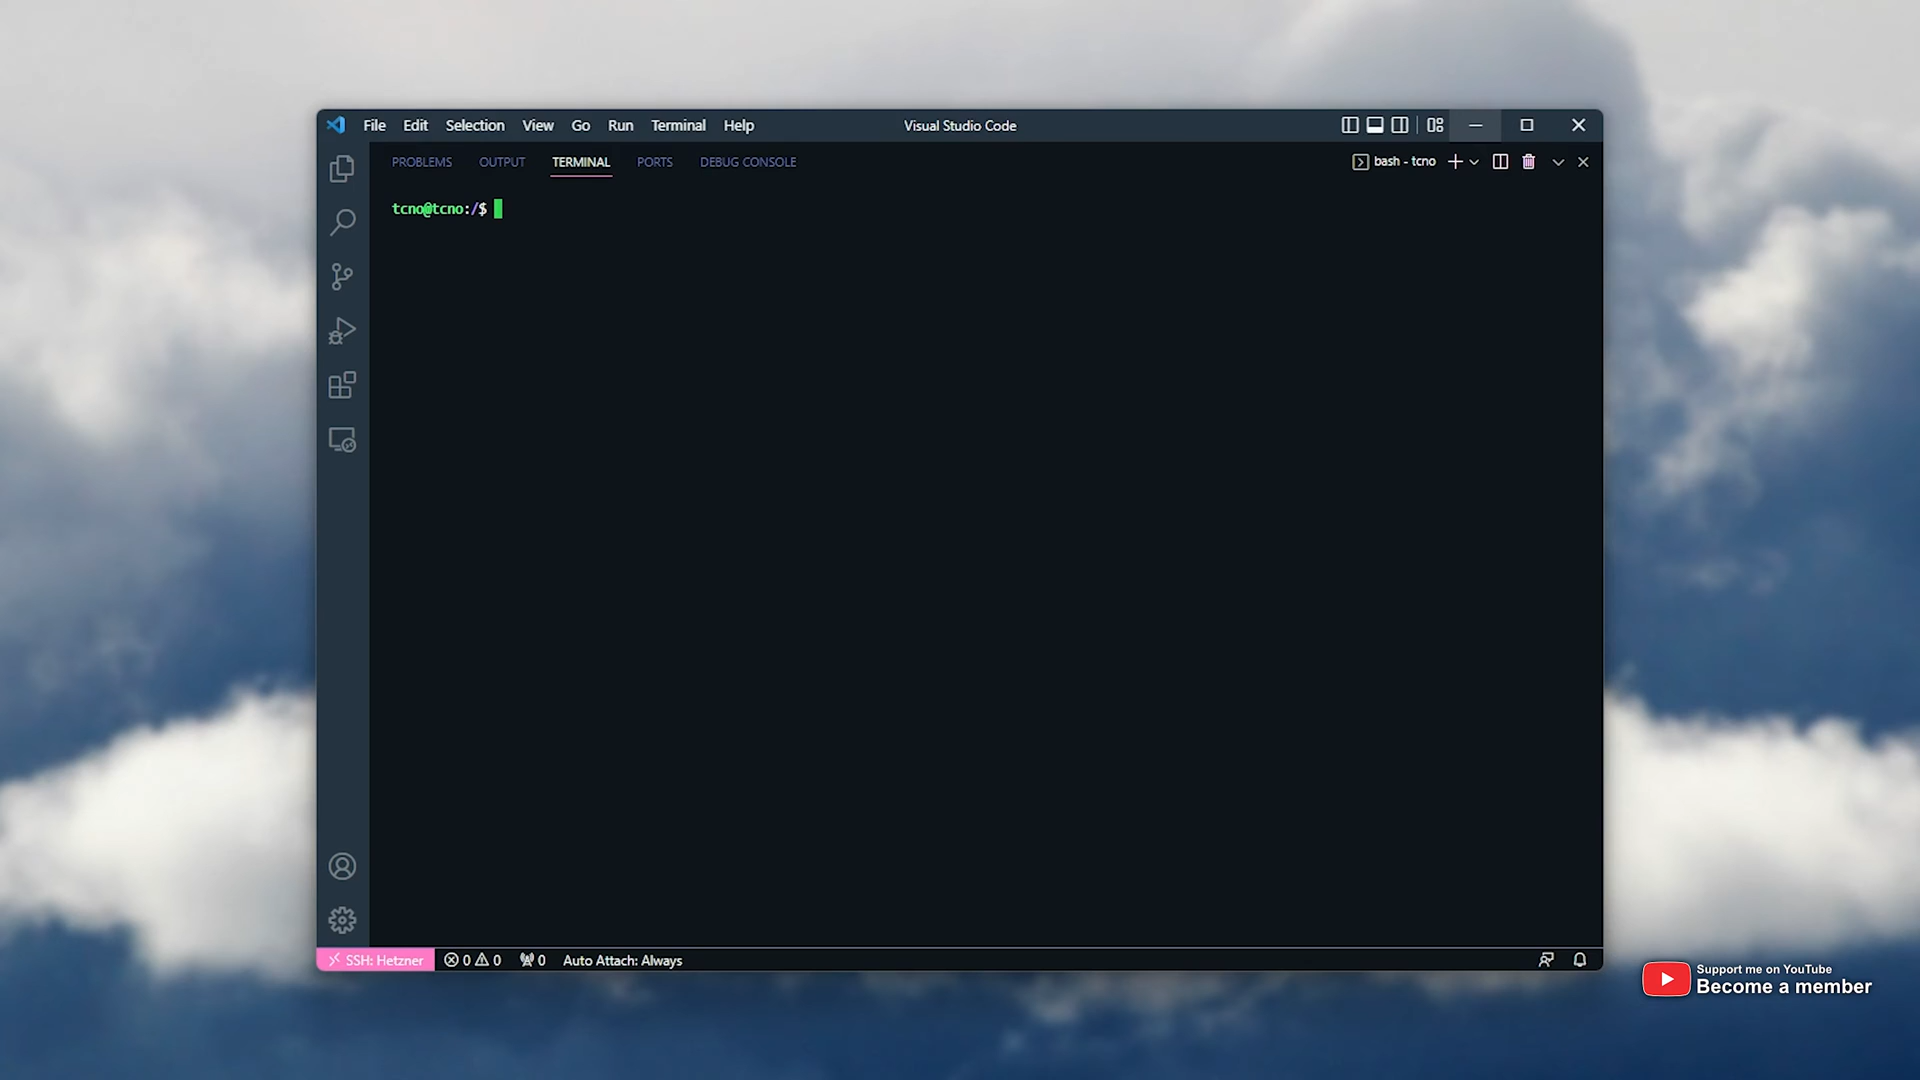 File Edit Selection View Go Run Terminal Help Visual Studio Code
PROBLEMS OUTPUT TERMINAL PORTS DEBUG CONSOLE bash - tcno
tcno@tcno:/$
SSH: Hetzner 0 0 0 Auto Attach: Always
Support me on YouTube
Become a member